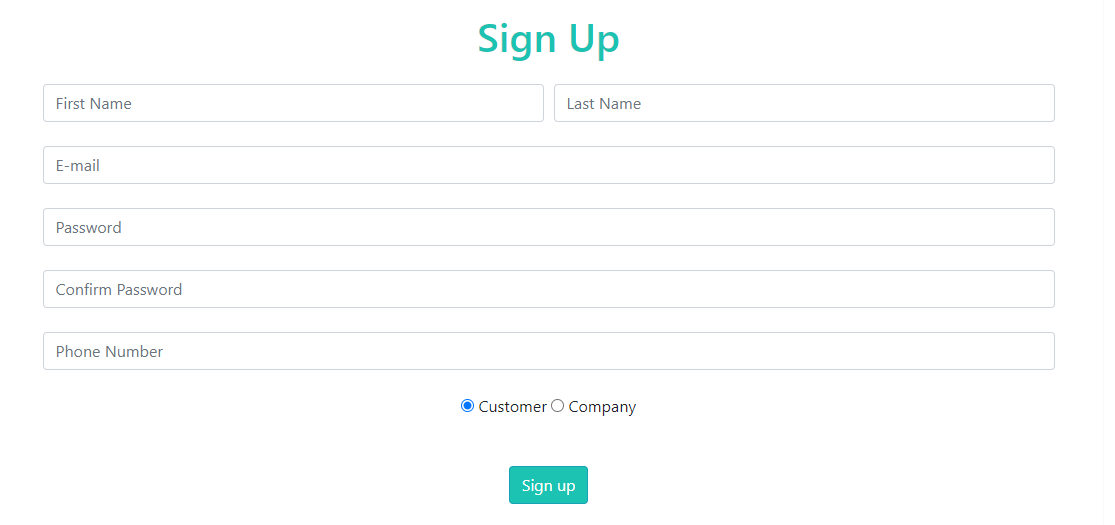 Sign Up
First Name Last Name
E-mail
Password
Confirm Password
Phone Number
Customer Company
Sign up